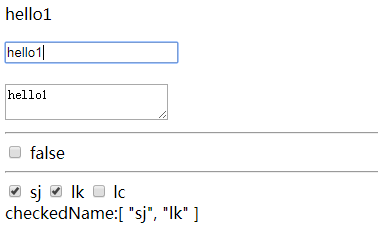 hello1
hello1
hello1
false
sj lk lc
checkedName:[ "sj", "lk" ]